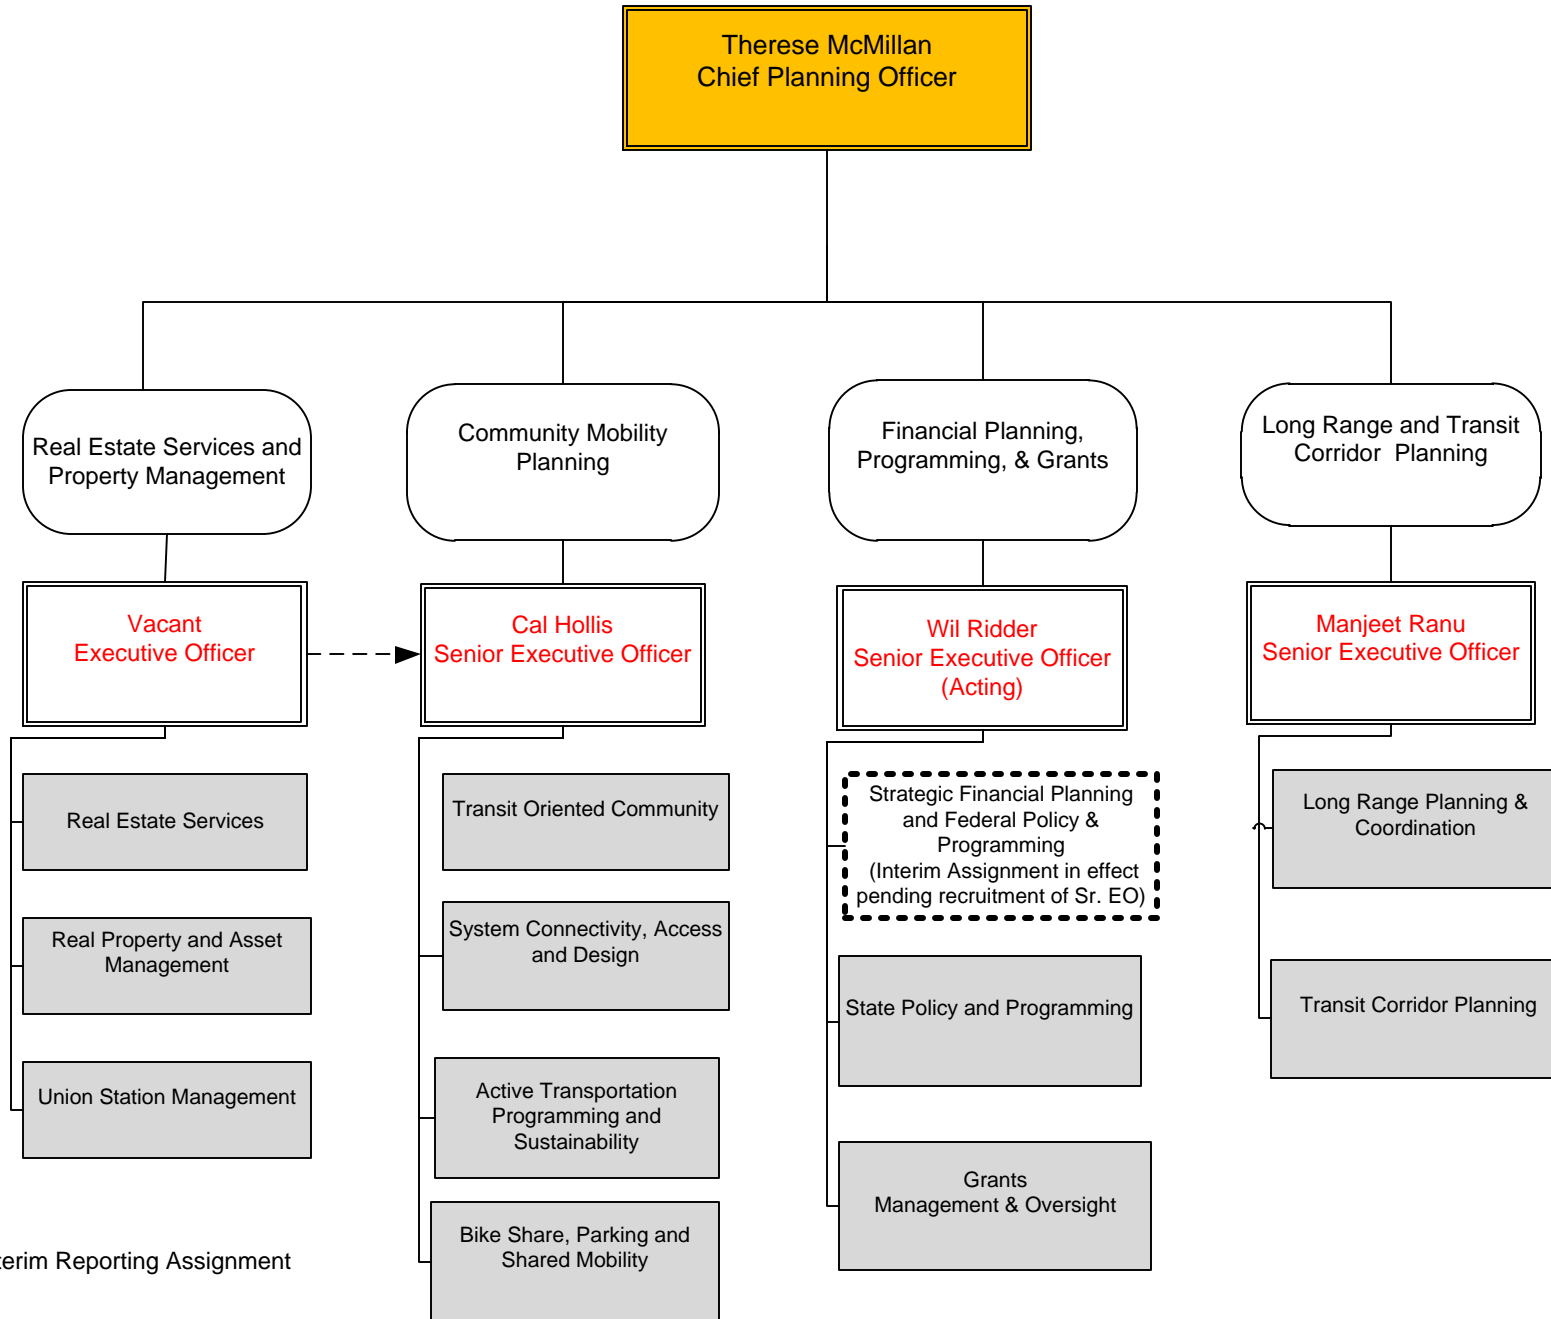 Therese McMillan
Chief Planning Officer
Real Estate Services and
Property Management
Community Mobility
Planning
Financial Planning,
Programming, & Grants
Long Range and Transit
Corridor Planning
Vacant
Executive Officer
Cal Hollis
Senior Executive Officer
Wil Ridder
Senior Executive Officer
(Acting)
Manjeet Ranu
Senior Executive Officer
Real Estate Services
Real Property and Asset
Management
Union Station Management
Transit Oriented Community
System Connectivity, Access
and Design
Active Transportation
Programming and
Sustainability
Bike Share, Parking and
Shared Mobility
Strategic Financial Planning
and Federal Policy &
Programming
(Interim Assignment in effect
pending recruitment of Sr. EO)
State Policy and Programming
Grants
Management & Oversight
Long Range Planning &
Coordination
Transit Corridor Planning
terim Reporting Assignment